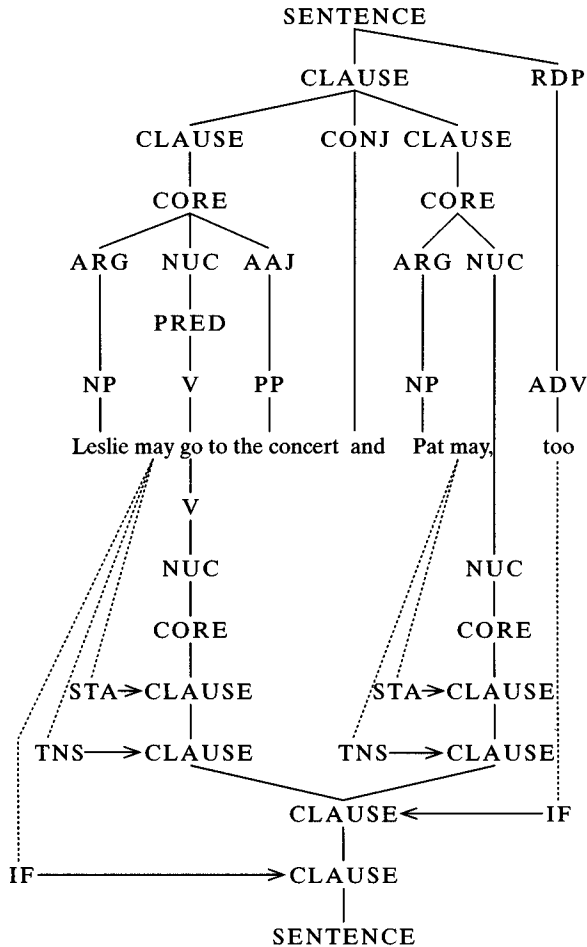 SENTENCE
CLAUSE RDP
CLAUSE CONJ CLAUSE
CORE CORE
ARG NUC AAJ ARG NUC
PRED
NP V PP NP ADV
Leslie may go to the concert and Pat may, too
V
NUC NUC
CORE CORE
STA CLAUSE STA CLAUSE
TNS CLAUSE TNS CLAUSE
CLAUSE IF
IF CLAUSE
SENTENCE